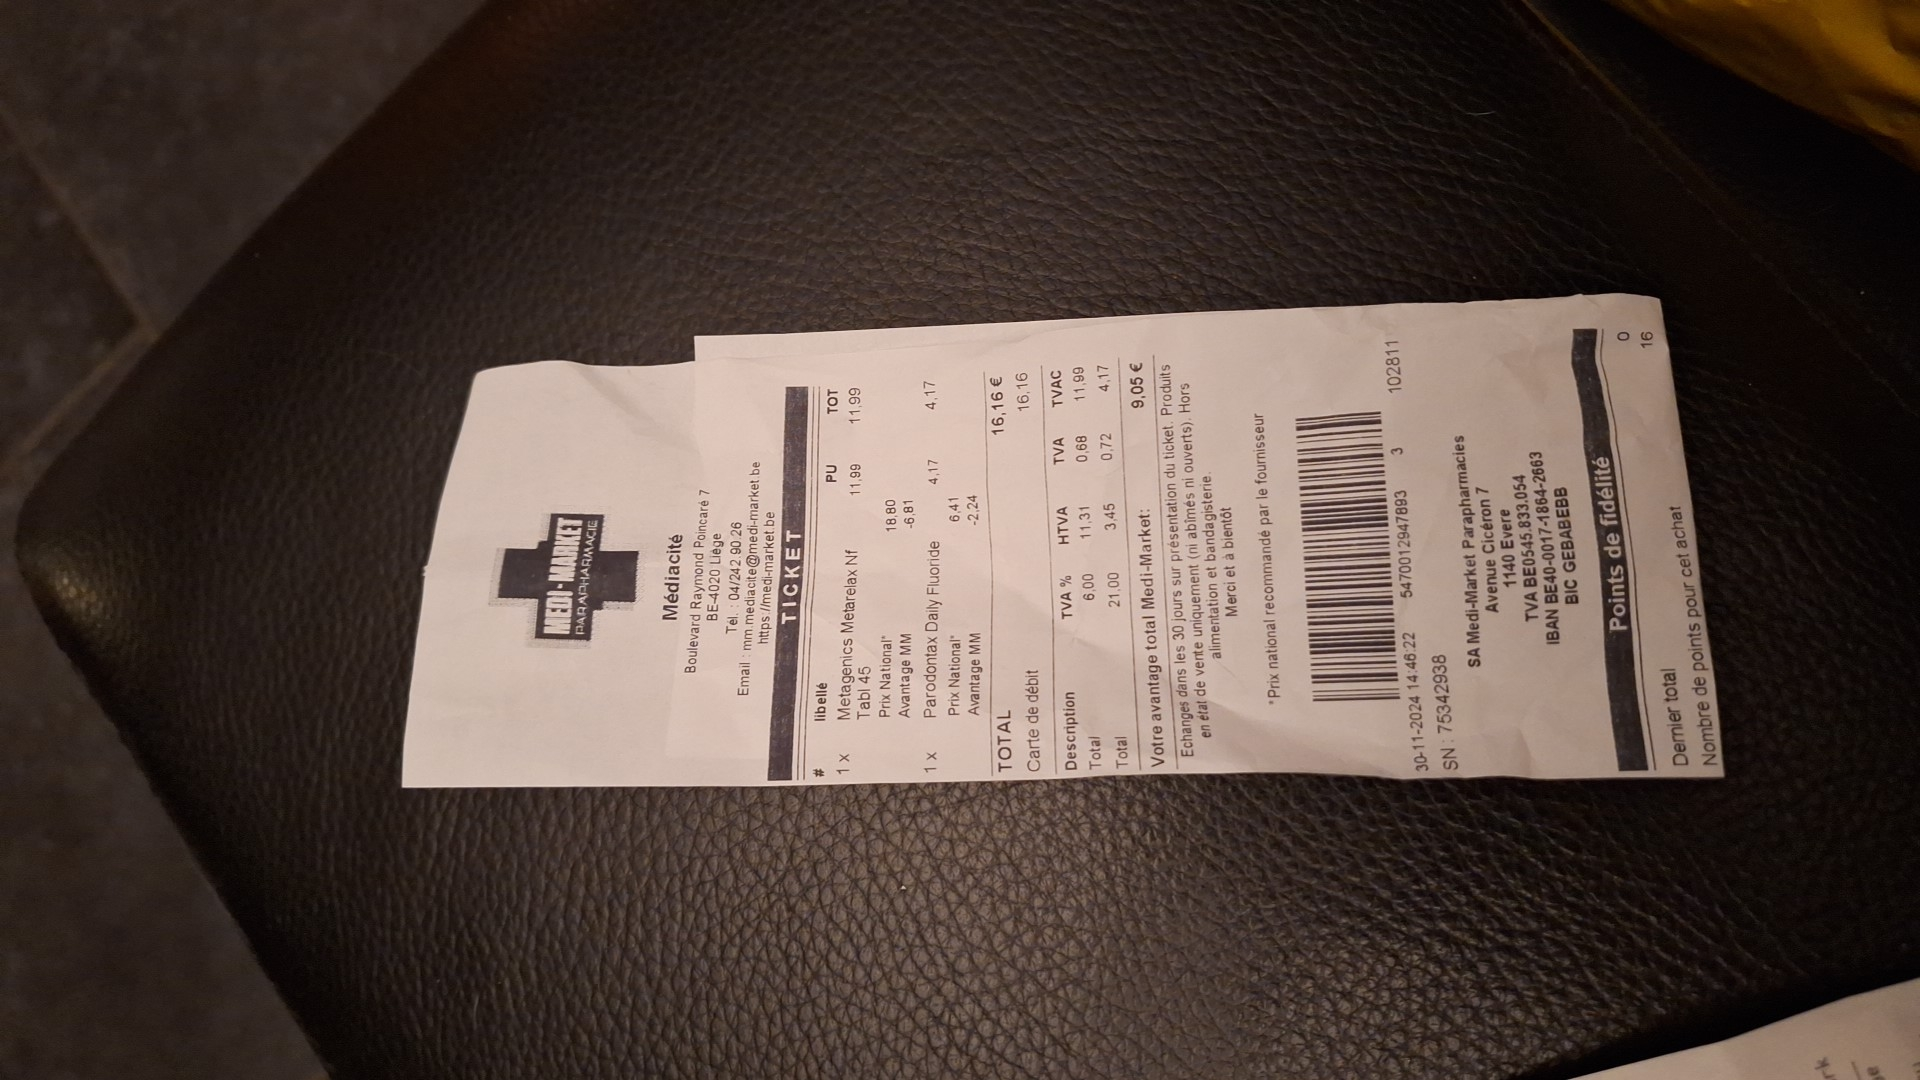 MEDI-MARKET
PARAPHARMACIE
Médiacité
Boulevard Raymond Poincaré 7
BE-4020 Liège
Tél. : 04/242.90.26
Email : mm.mediacite@medi-market.be
https://medi-market.be
TICKET
# libellé PU TOT
1 x Metagenics Metarelax Nf 11,99 11,99
Tabl 45
Prix National* 18,80
Avantage MM -6,81
1 x Parodontax Daily Fluoride 4,17 4,17
Prix National* 6,41
Avantage MM -2,24
TOTAL 16,16 €
Carte de débit 16,16
Description TVA % HTVA TVA TVAC
Total 6,00 11,31 0,68 11,99
Total 21,00 3,45 0,72 4,17
Votre avantage total Medi-Market: 9,05 €
Echanges dans les 30 jours sur présentation du ticket. Produits
en état de vente uniquement (ni abîmés ni ouverts). Hors
alimentation et bandagisterie.
Merci et à bientôt
*Prix national recommandé par le fournisseur
30-11-2024 14:46:22 5470012947893 3 102811
SN : 75342938
SA Medi-Market Parapharmacies
Avenue Cicéron 7
1140 Evere
TVA BE0545.833.054
IBAN BE40-0017-1864-2663
BIC GEBABEBB
Points de fidélité
Dernier total 0
Nombre de points pour cet achat 16